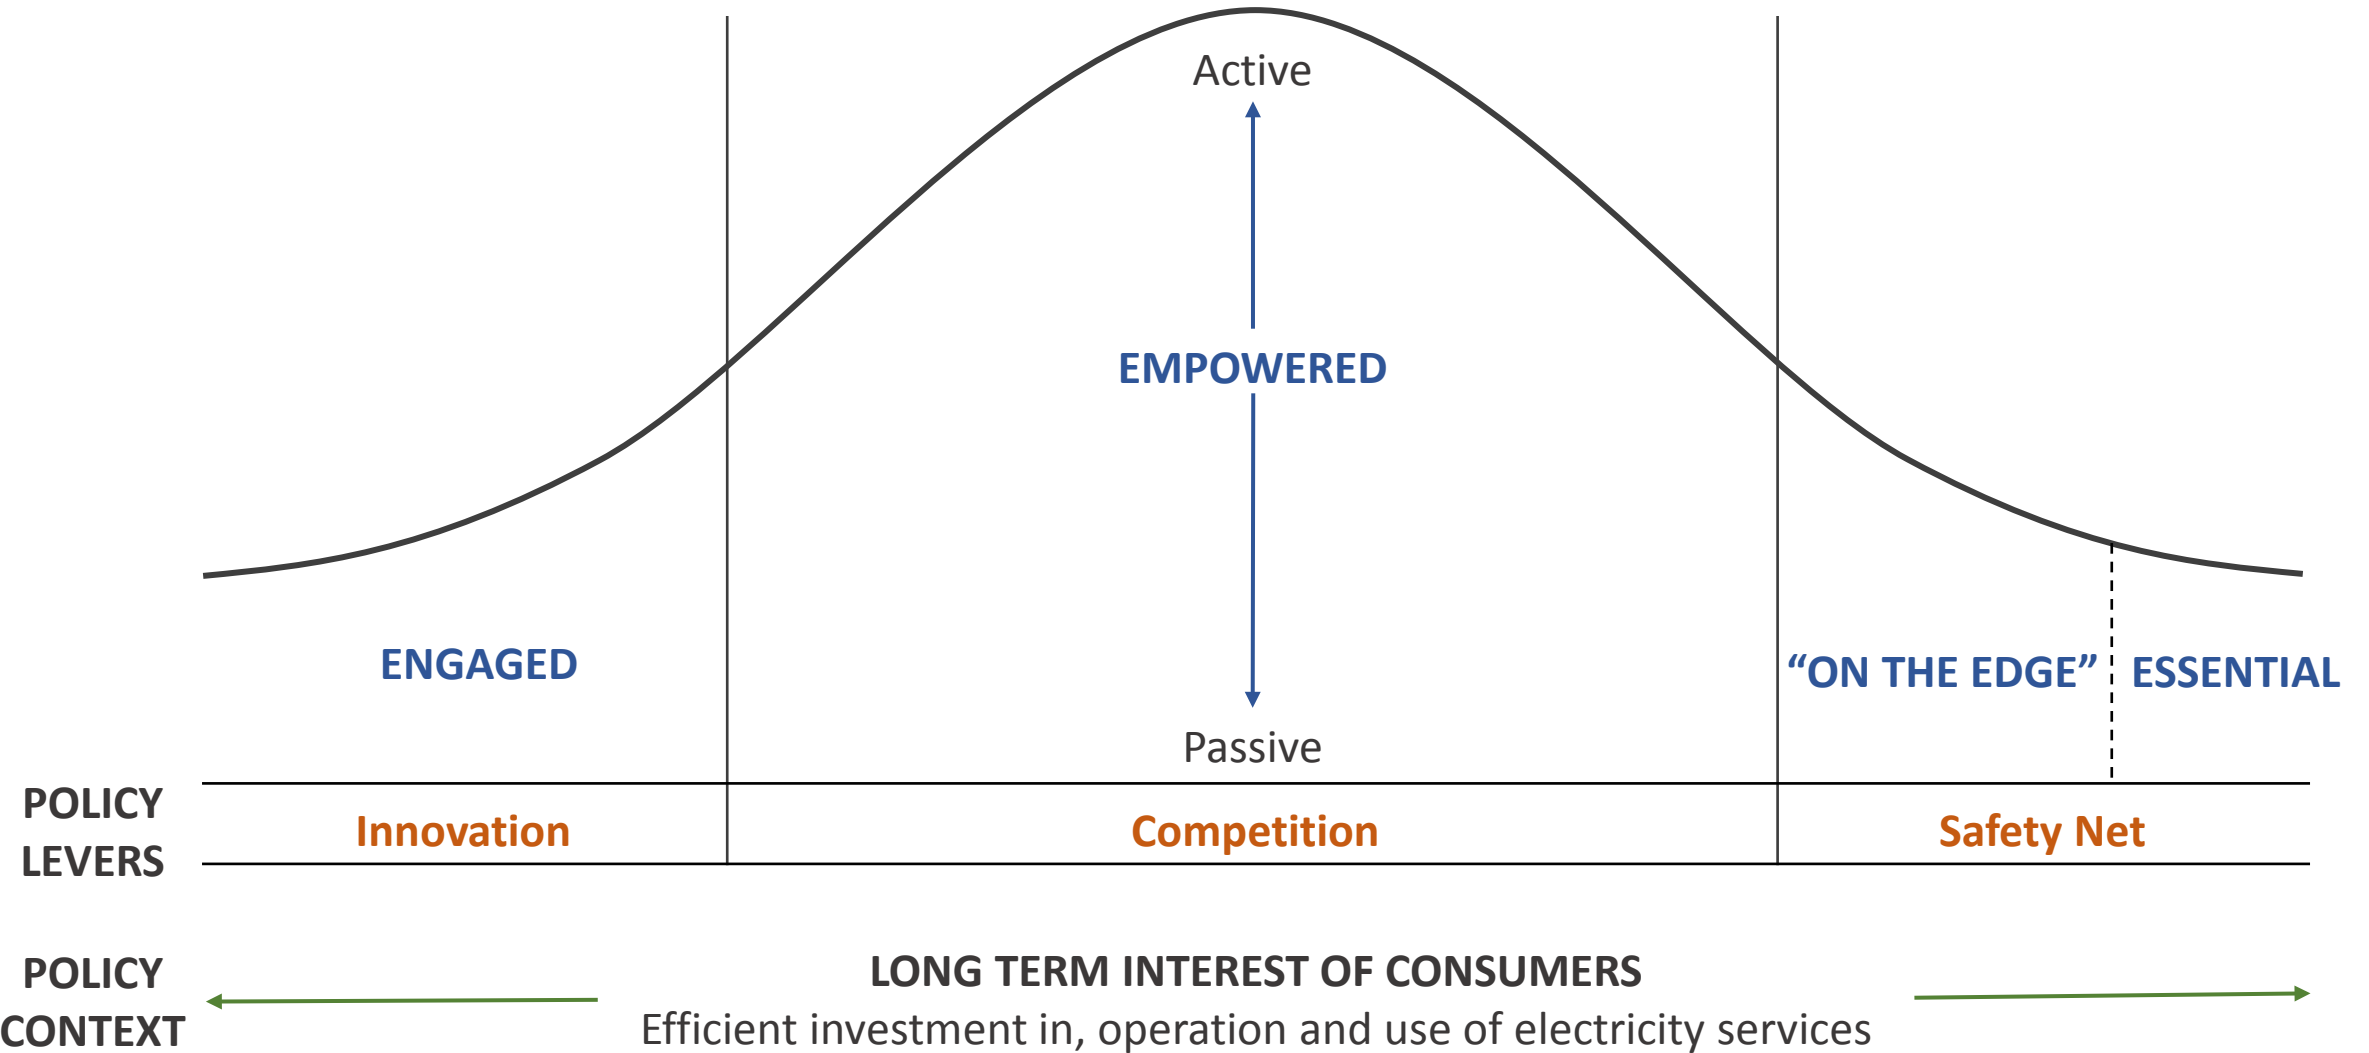 Active
EMPOWERED
Passive
ENGAGED
“ON THE EDGE”
ESSENTIAL
POLICY
LEVERS
Innovation
Competition
Safety Net
POLICY
CONTEXT
LONG TERM INTEREST OF CONSUMERS
Efficient investment in, operation and use of electricity services